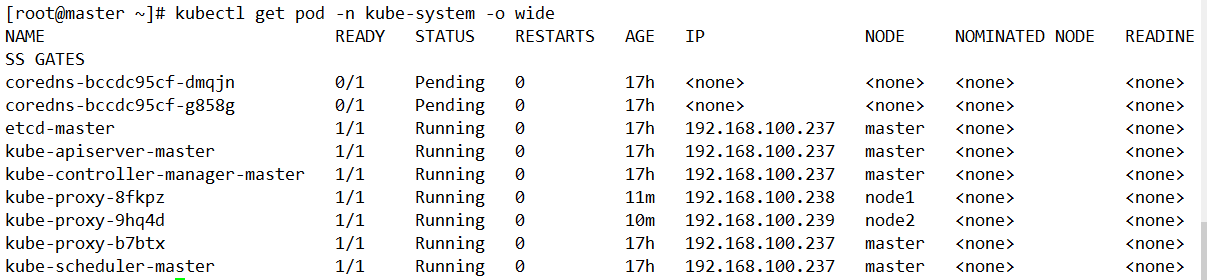 [root@master ~]# kubectl get pod -n kube-system -o wide
NAME                             READY   STATUS    RESTARTS   AGE   IP                NODE     NOMINATED NODE   READINE
SS GATES
coredns-bccdc95cf-dmqjn          0/1     Pending   0          17h   <none>            <none>   <none>           <none>
coredns-bccdc95cf-g858g          0/1     Pending   0          17h   <none>            <none>   <none>           <none>
etcd-master                      1/1     Running   0          17h   192.168.100.237   master   <none>           <none>
kube-apiserver-master            1/1     Running   0          17h   192.168.100.237   master   <none>           <none>
kube-controller-manager-master   1/1     Running   0          17h   192.168.100.237   master   <none>           <none>
kube-proxy-8fkpz                 1/1     Running   0          11m   192.168.100.238   node1    <none>           <none>
kube-proxy-9hq4d                 1/1     Running   0          10m   192.168.100.239   node2    <none>           <none>
kube-proxy-b7btx                 1/1     Running   0          17h   192.168.100.237   master   <none>           <none>
kube-scheduler-master            1/1     Running   0          17h   192.168.100.237   master   <none>           <none>